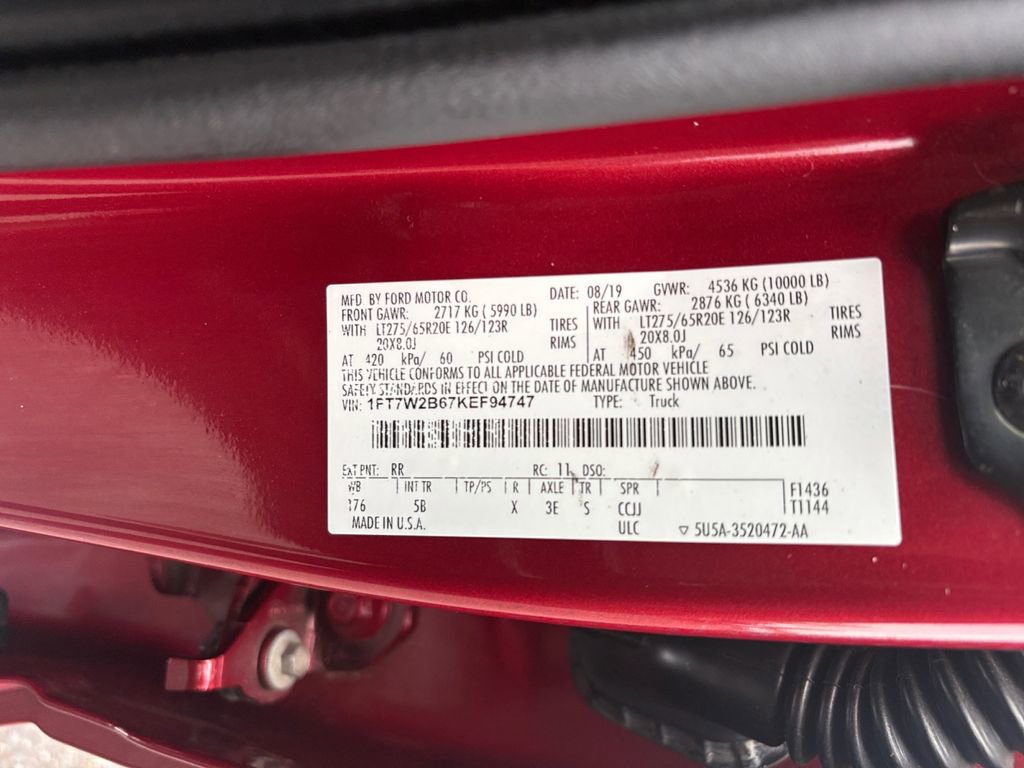 MFD. BY FORD MOTOR CO. DATE: 08/19 GVWR: 4536 KG (10000 LB)
FRONT GAWR: 2717 KG ( 5990 LB) REAR GAWR: 2876 KG ( 6340 LB)
WITH LT275/65R20E 126/123R TIRES WITH LT275/65R20E 126/123R TIRES
20X8.0J RIMS 20X8.0J RIMS
AT 420 kPa/ 60 PSI COLD AT 450 kPa/ 65 PSI COLD
THIS VEHICLE CONFORMS TO ALL APPLICABLE FEDERAL MOTOR VEHICLE
SAFETY STANDARDS IN EFFECT ON THE DATE OF MANUFACTURE SHOWN ABOVE.
VIN: 1FT7W2B67KEF94747 TYPE: Truck
EXT PNT: RR RC: 11 DSO:
WB INT TR TP/PS R AXLE TR SPR F1436
176 5B X 3E S CCJJ T1144
MADE IN U.S.A. ULC ▽ 5U5A-3520472-AA